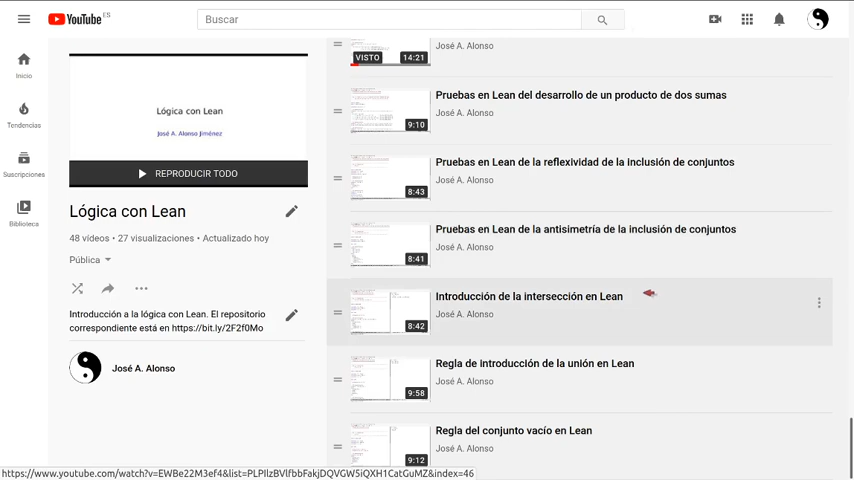 YouTube ES
Buscar
Inicio
Tendencias
Suscripciones
Biblioteca
Lógica con Lean
José A. Alonso Jiménez
REPRODUCIR TODO
Lógica con Lean
48 vídeos • 27 visualizaciones • Actualizado hoy
Pública
Introducción a la lógica con Lean. El repositorio
correspondiente está en https://bit.ly/2F2f0Mo
José A. Alonso
José A. Alonso
VISTO 14:21
Pruebas en Lean del desarrollo de un producto de dos sumas
José A. Alonso
9:10
Pruebas en Lean de la reflexividad de la inclusión de conjuntos
José A. Alonso
8:43
Pruebas en Lean de la antisimetría de la inclusión de conjuntos
José A. Alonso
8:41
Introducción de la intersección en Lean
José A. Alonso
8:42
Regla de introducción de la unión en Lean
José A. Alonso
9:58
Regla del conjunto vacío en Lean
José A. Alonso
9:12
https://www.youtube.com/watch?v=EWBe22M3ef4&list=PLPIlzBVlfbbFakjDQVGW5iQXH1CatGuMZ&index=46